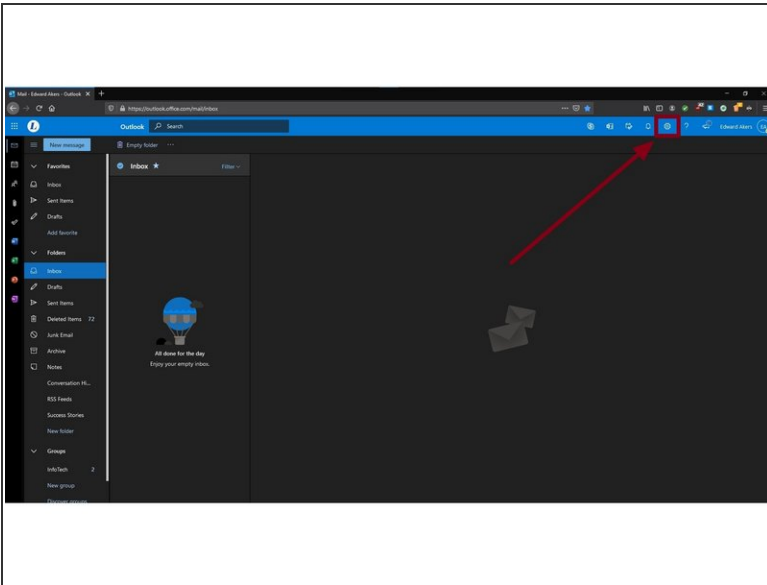 Mail - Edward Akers - Outlook
https://outlook.office.com/mail/inbox
Outlook
Search
Edward Akers
New message
Empty folder
Favorites
Inbox
Sent Items
Drafts
Add favorite
Folders
Inbox
Drafts
Sent Items
Deleted Items 72
Junk Email
Archive
Notes
Conversation Hi...
RSS Feeds
Success Stories
New folder
Groups
InfoTech 2
New group
Discover groups
Inbox
Filter
All done for the day
Enjoy your empty inbox.